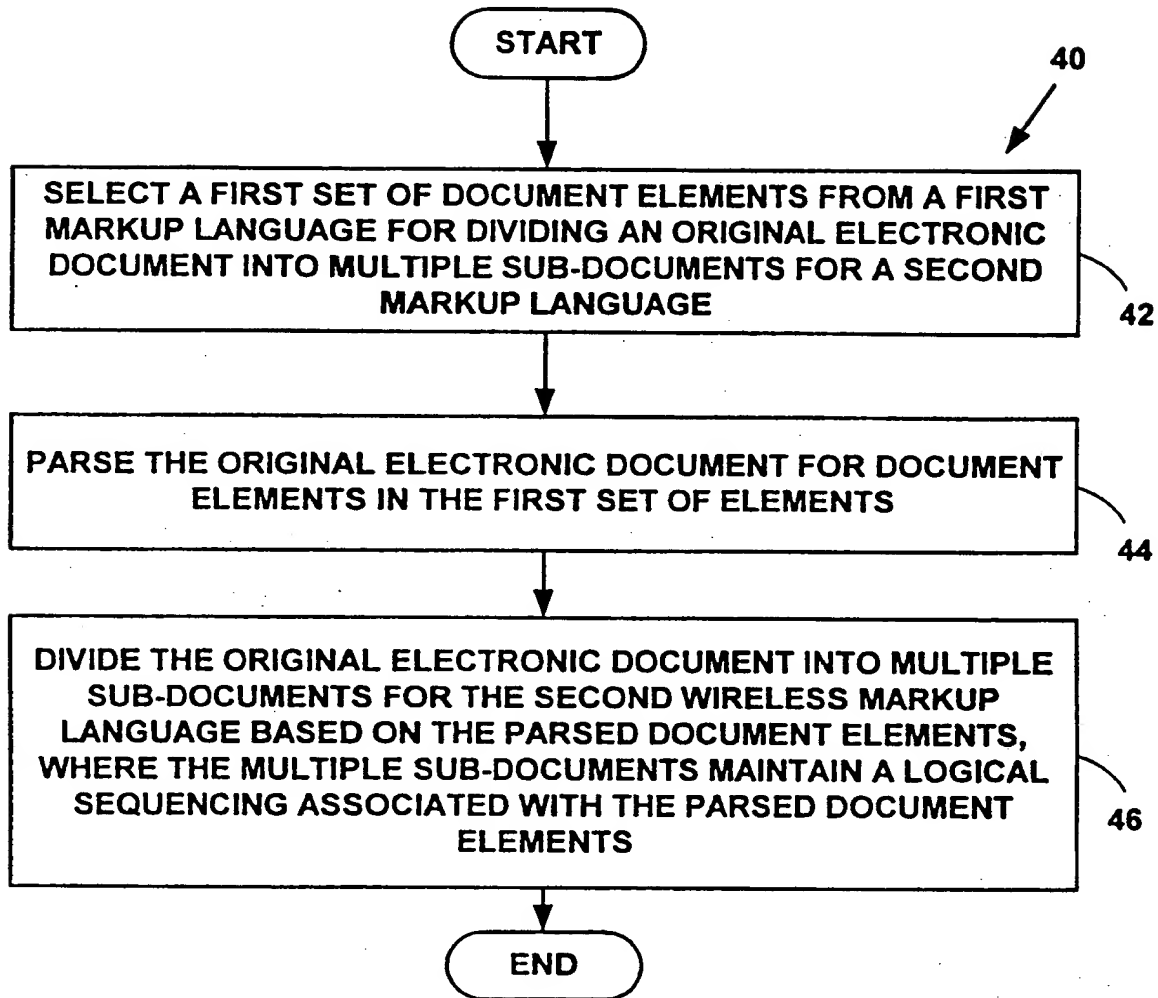 START
40
SELECT A FIRST SET OF DOCUMENT ELEMENTS FROM A FIRST
MARKUP LANGUAGE FOR DIVIDING AN ORIGINAL ELECTRONIC
DOCUMENT INTO MULTIPLE SUB-DOCUMENTS FOR A SECOND
MARKUP LANGUAGE
42
PARSE THE ORIGINAL ELECTRONIC DOCUMENT FOR DOCUMENT
ELEMENTS IN THE FIRST SET OF ELEMENTS
44
DIVIDE THE ORIGINAL ELECTRONIC DOCUMENT INTO MULTIPLE
SUB-DOCUMENTS FOR THE SECOND WIRELESS MARKUP
LANGUAGE BASED ON THE PARSED DOCUMENT ELEMENTS,
WHERE THE MULTIPLE SUB-DOCUMENTS MAINTAIN A LOGICAL
SEQUENCING ASSOCIATED WITH THE PARSED DOCUMENT
ELEMENTS
46
END